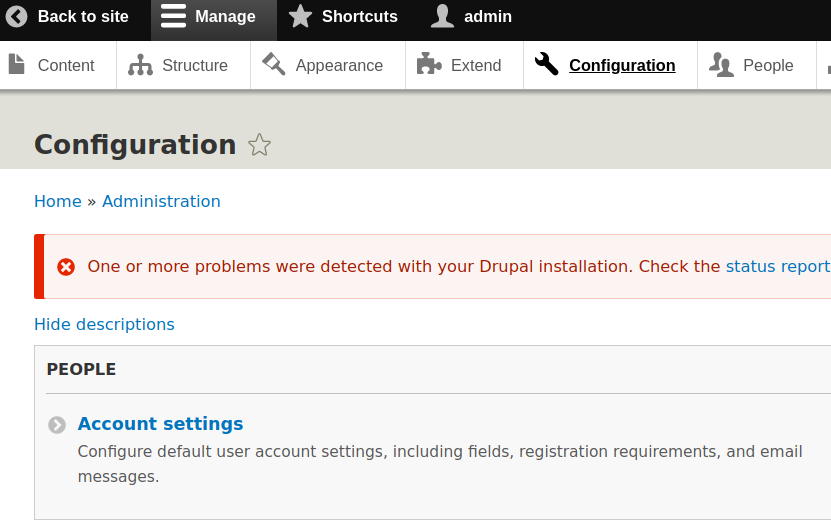 Back to site Manage Shortcuts admin
Content Structure Appearance Extend Configuration People
Configuration
Home » Administration
One or more problems were detected with your Drupal installation. Check the status report
Hide descriptions
PEOPLE
Account settings
Configure default user account settings, including fields, registration requirements, and email
messages.